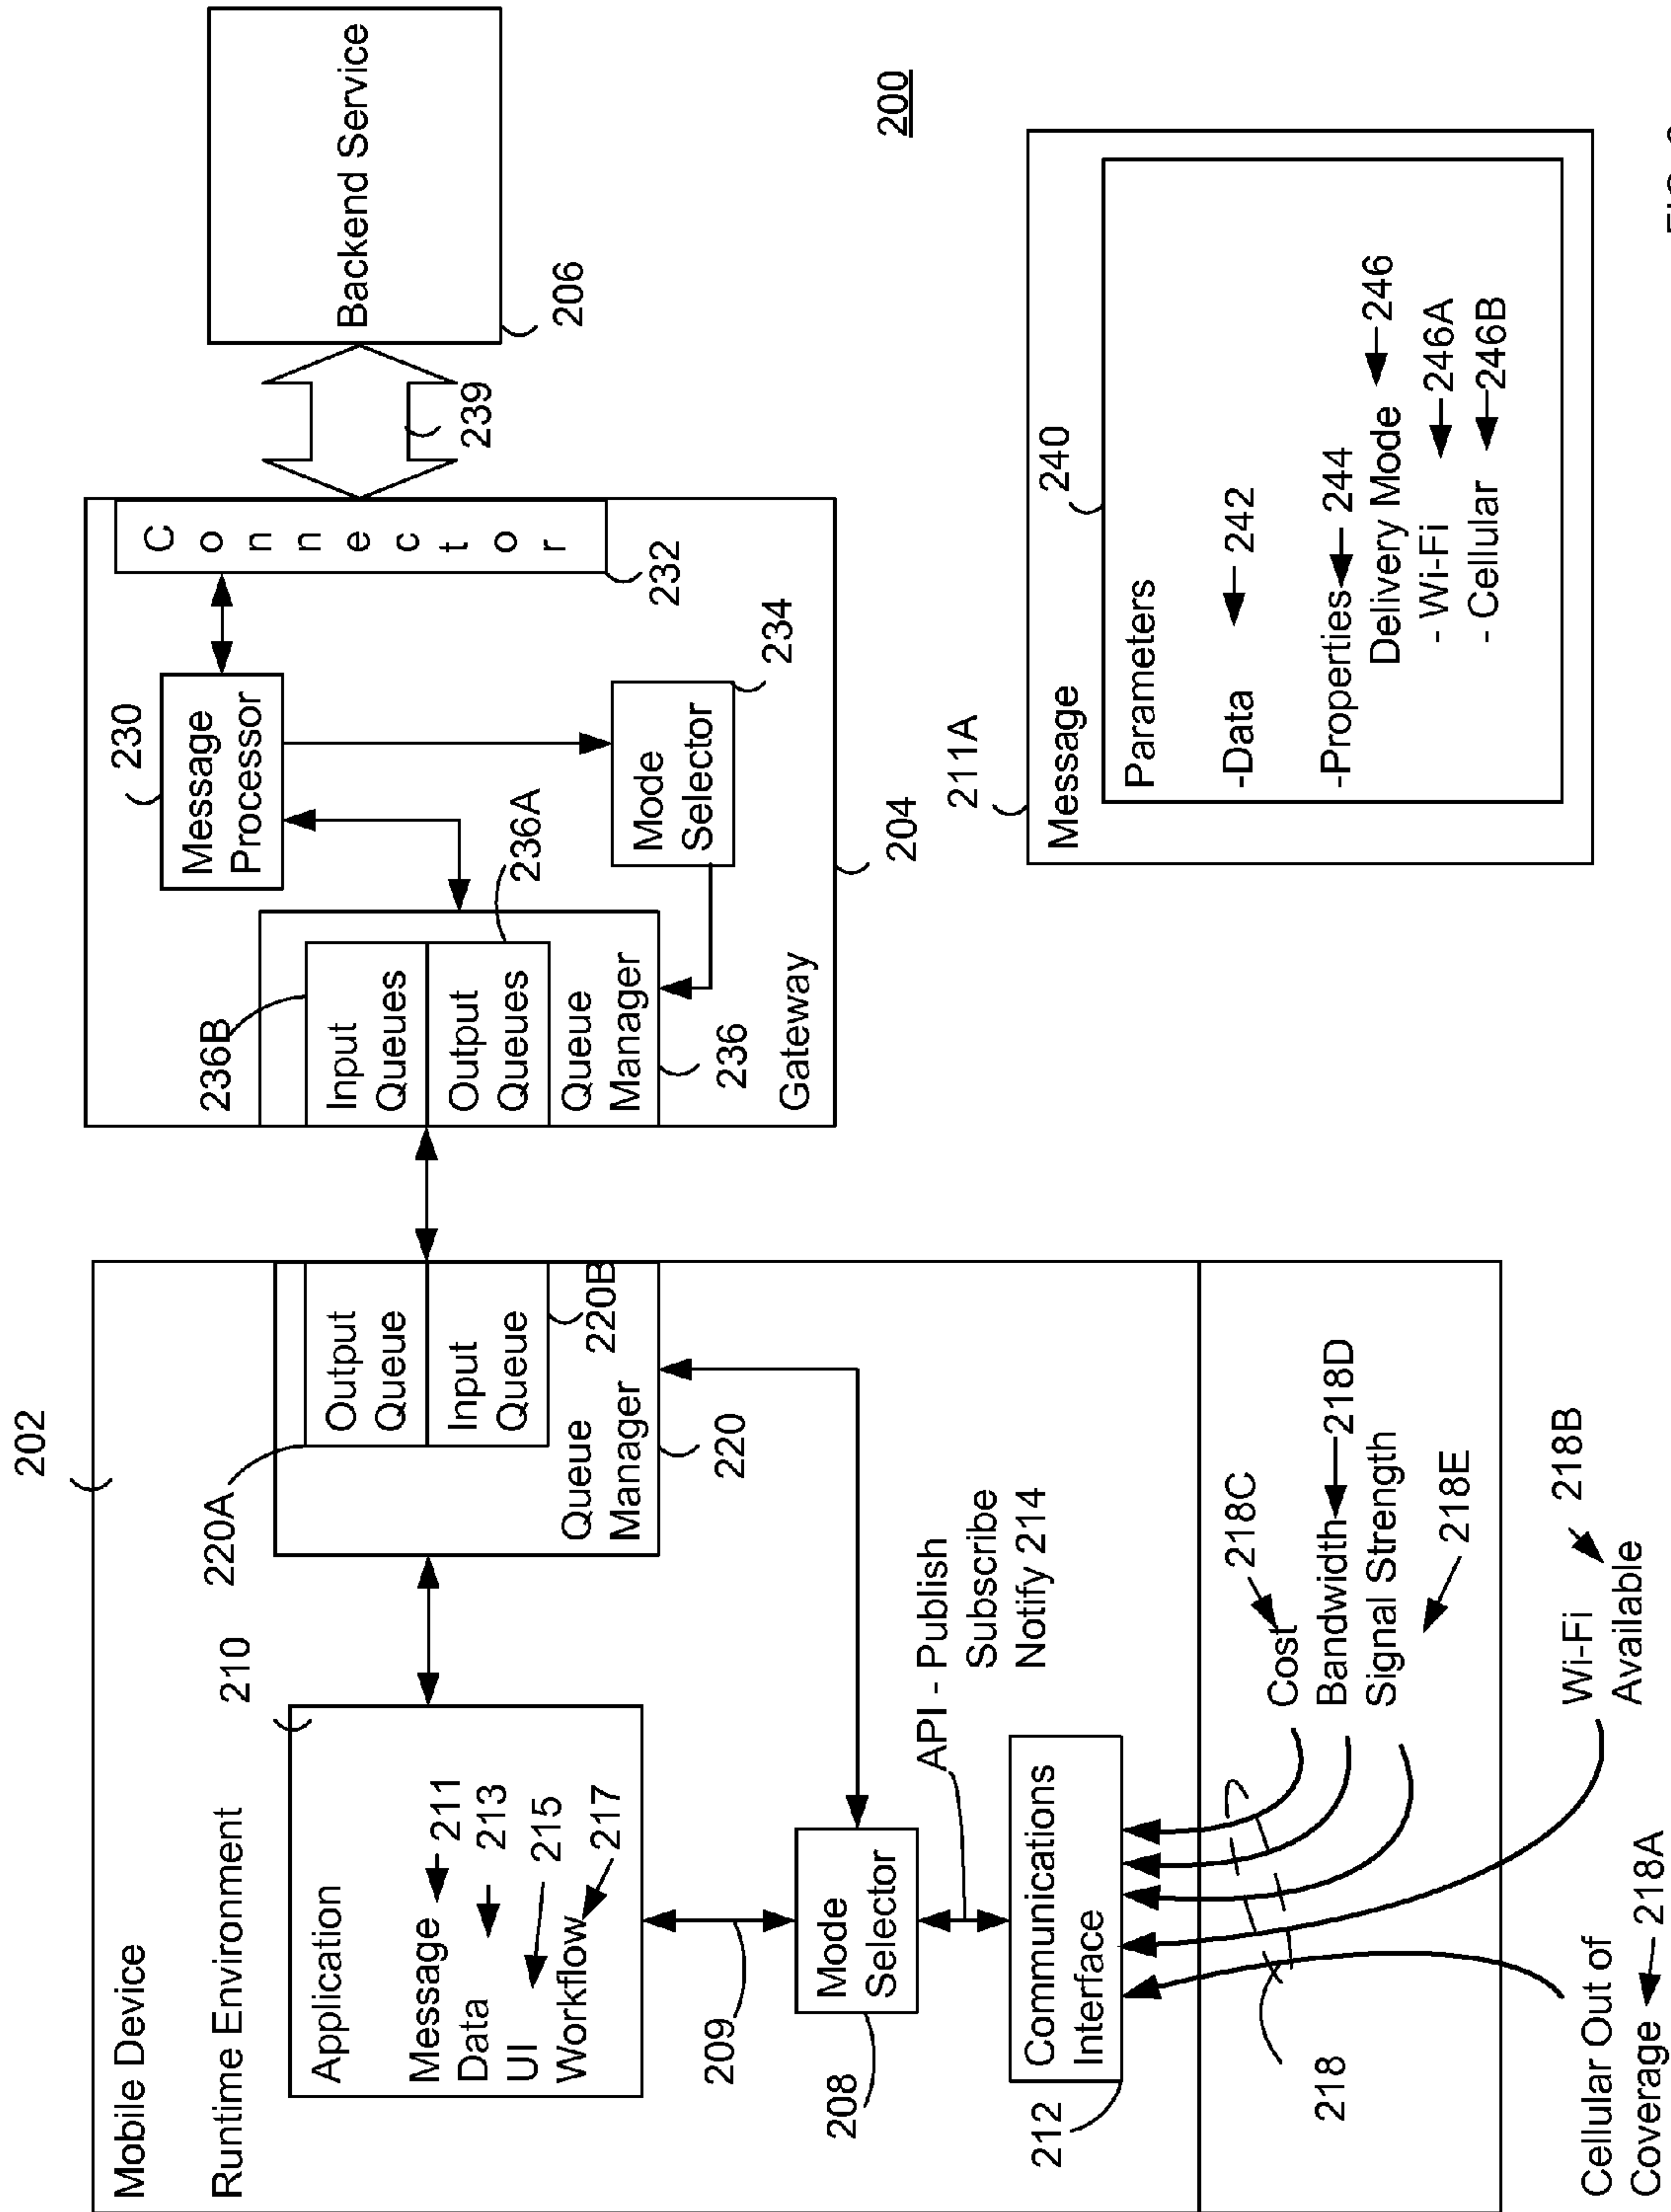 202
Mobile Device
Runtime Environment
210
Application
Message 211
Data 213
UI 215
Workflow 217
220A
Output
Queue
Input
Queue
220B
Queue
Manager
220
209
Mode
Selector
208
API - Publish
Subscribe
Notify 214
Communications
Interface
212
218
Cost 218C
Bandwidth 218D
Signal Strength
218E
Wi-Fi
Available
218B
Cellular Out of
Coverage 218A
236B
Input
Queues
Output
Queues
236A
Queue
Manager
236
Gateway
204
230
Message
Processor
Mode
Selector
234
C
o
n
n
e
c
t
o
r
232
239
Backend Service
206
200
211A
Message
240
Parameters
-Data 242
-Properties 244
Delivery Mode 246
- Wi-Fi 246A
- Cellular 246B